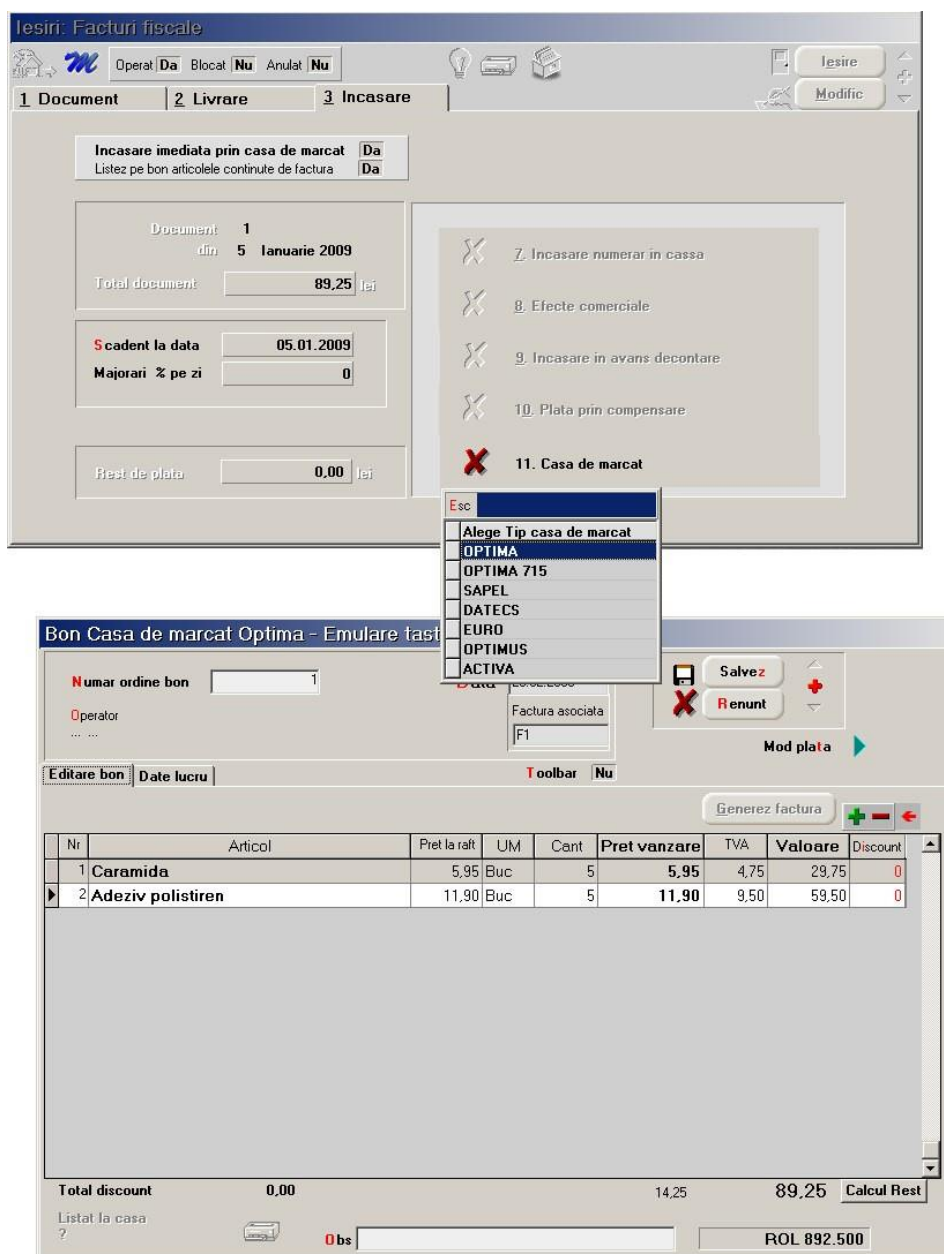 Iesiri: Facturi fiscale
Operat Da Blocat Nu Anulat Nu
Iesire
Modific
1 Document
2 Livrare
3 Incasare
Incasare imediata prin casa de marcat Da
Listez pe bon articolele continute de factura Da
Document 1
din 5 Ianuarie 2009
Total document 89,25 lei
Scadent la data 05.01.2009
Majorari % pe zi 0
Rest de plata 0,00 lei
7. Incasare numerar in cassa
8. Efecte comerciale
9. Incasare in avans decontare
10. Plata prin compensare
11. Casa de marcat
Esc
Alege Tip casa de marcat
OPTIMA
OPTIMA 715
SAPEL
DATECS
EURO
OPTIMUS
ACTIVA
Bon Casa de marcat Optima - Emulare tast
Numar ordine bon 1
Operator
... ...
Factura asociata
F1
Salvez
Renunt
Mod plata
Editare bon
Date lucru
Toolbar Nu
Generez factura
Nr Articol Pret la raft UM Cant Pret vanzare TVA Valoare Discount
1 Caramida 5,95 Buc 5 5,95 4,75 29,75 0
2 Adeziv polistiren 11,90 Buc 5 11,90 9,50 59,50 0
Total discount 0,00 14,25 89,25 Calcul Rest
Listat la casa
?
Obs
ROL 892.500